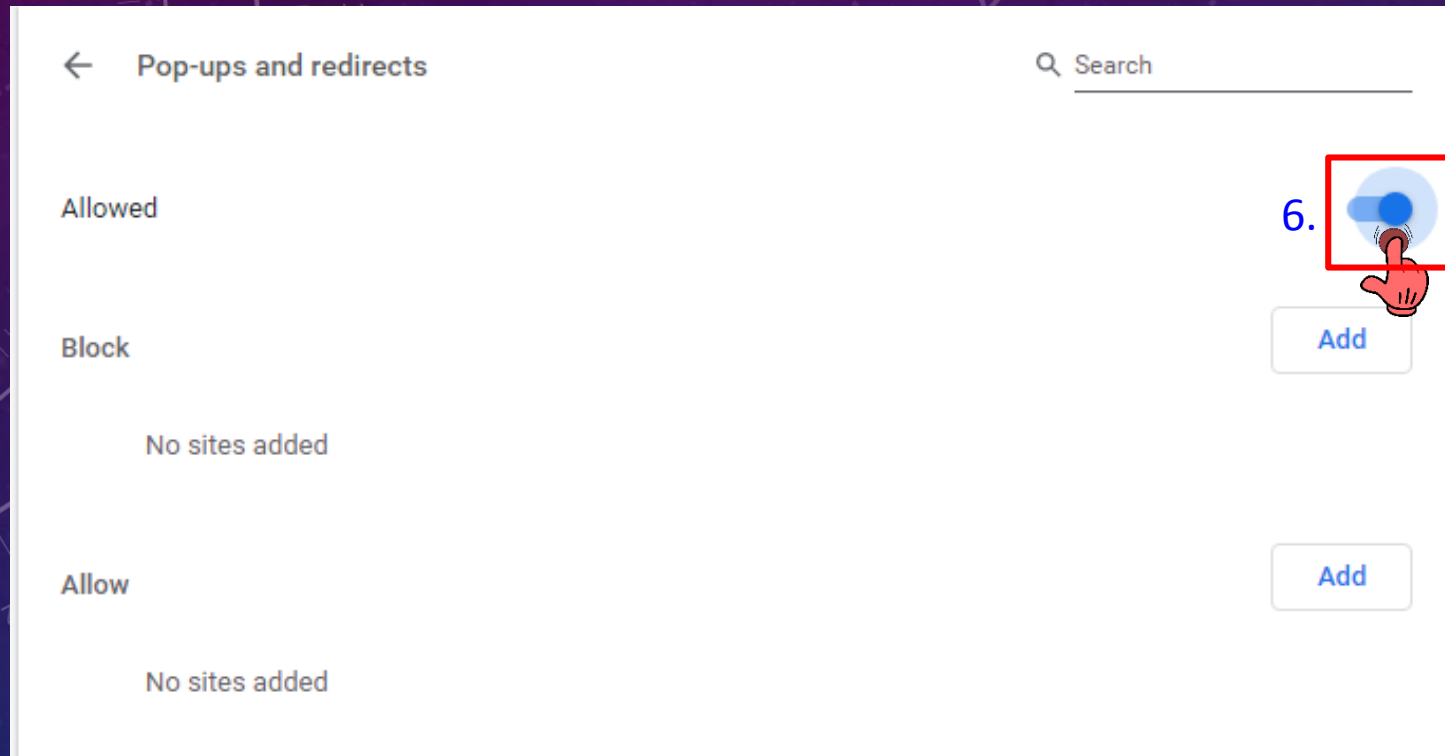 Pop-ups and redirects
Search
Allowed
6.
Block
Add
No sites added
Allow
Add
No sites added